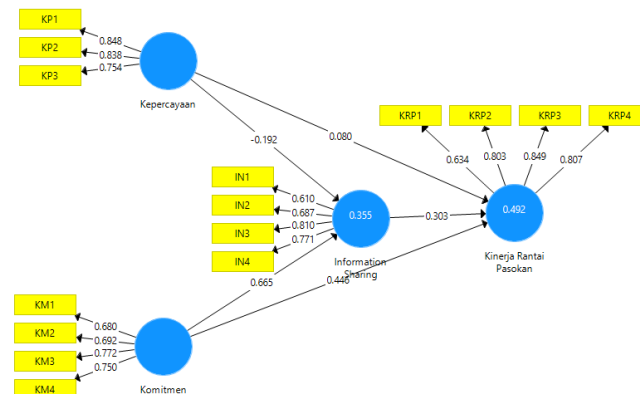 KP1
0.848
KP2
0.838
KP3
0.754
Kepercayaan
KRP1
KRP2
KRP3
KRP4
-0.192
0.080
0.634
0.803
0.849
0.807
IN1
0.610
IN2
0.687
IN3
0.810
IN4
0.771
0.355
0.303
0.492
Information
Sharing
Kinerja Rantai
Pasokan
0.665
0.446
KM1
0.680
KM2
0.692
KM3
0.772
KM4
0.750
Komitmen